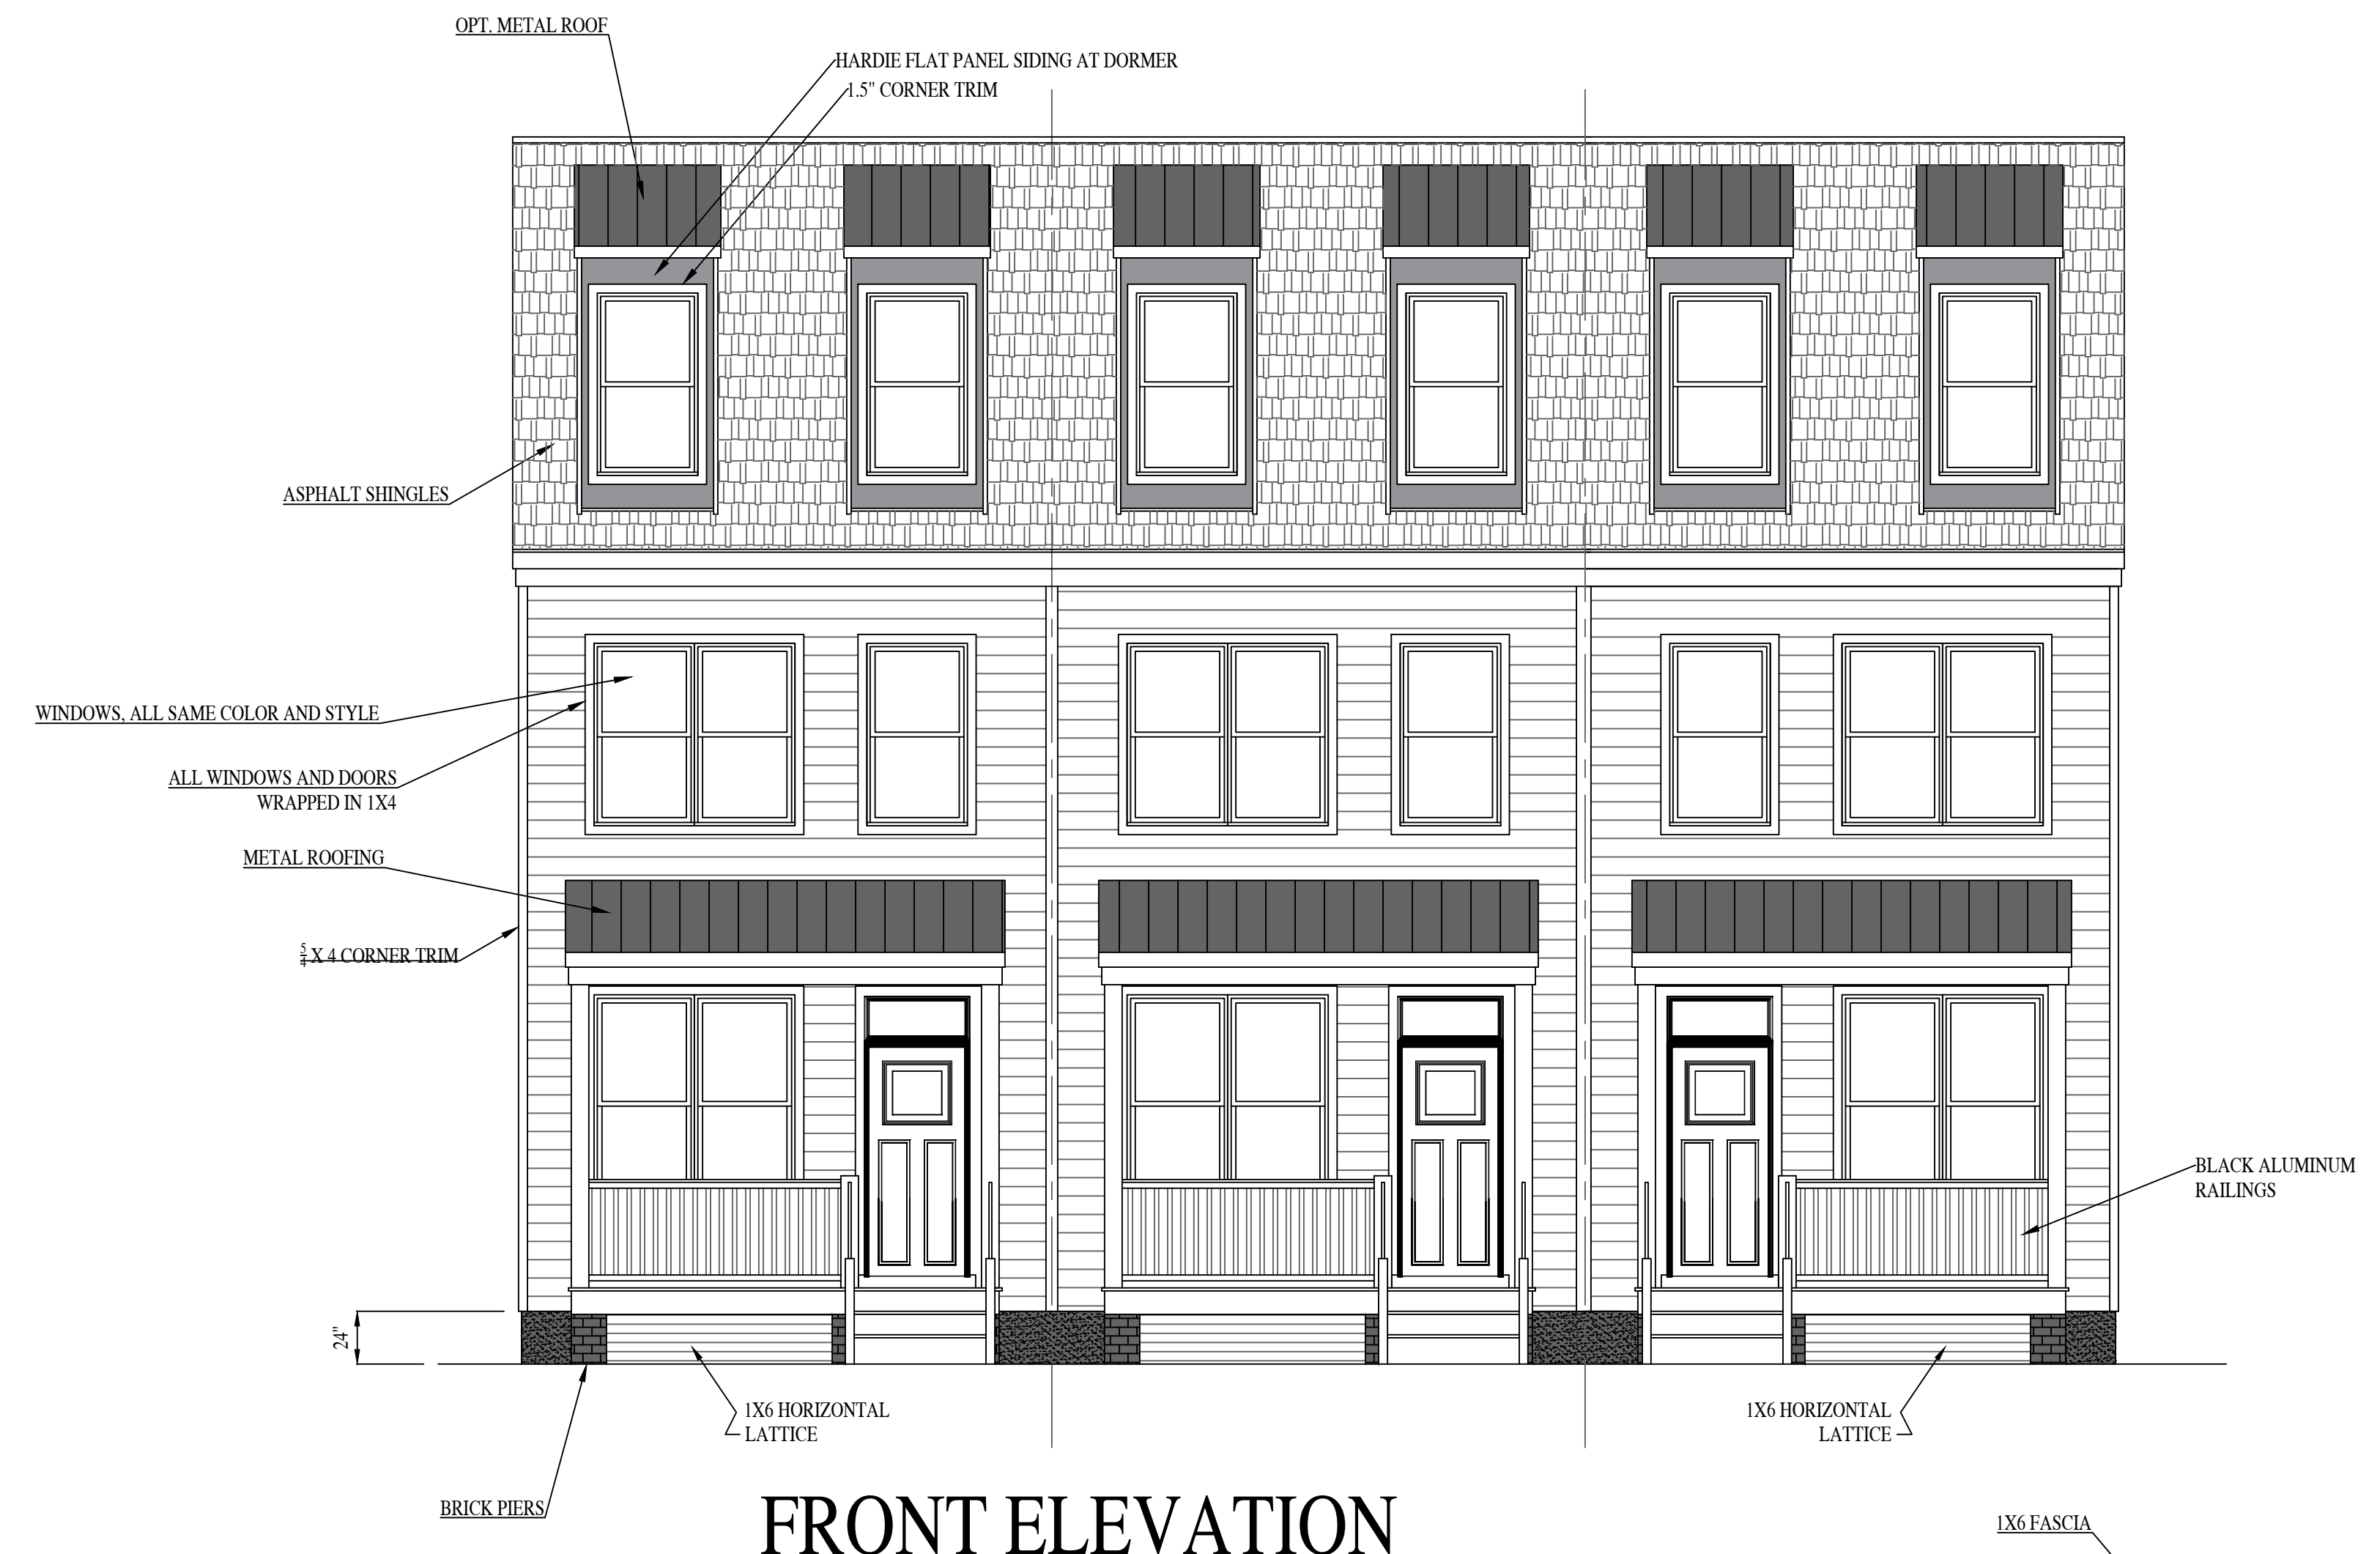 OPT. METAL ROOF
HARDIE FLAT PANEL SIDING AT DORMER
1.5" CORNER TRIM
ASPHALT SHINGLES
WINDOWS, ALL SAME COLOR AND STYLE
ALL WINDOWS AND DOORS
WRAPPED IN 1X4
METAL ROOFING
5/4 X 4 CORNER TRIM
BLACK ALUMINUM
RAILINGS
24"
1X6 HORIZONTAL
LATTICE
1X6 HORIZONTAL
LATTICE
BRICK PIERS
FRONT ELEVATION
1X6 FASCIA